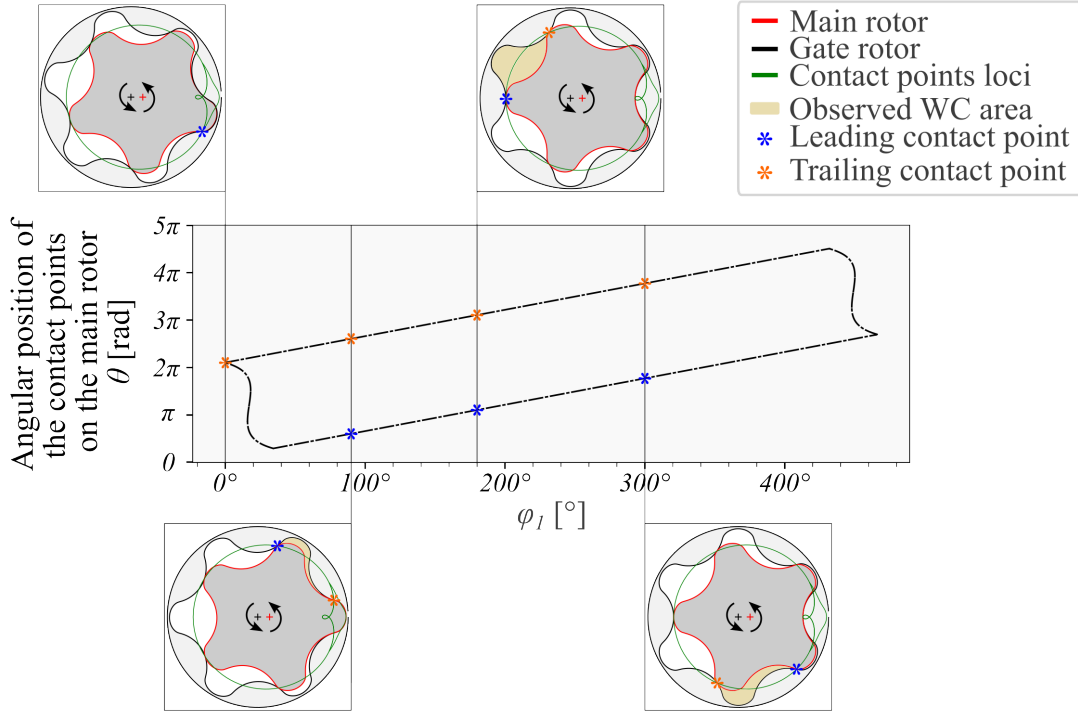 Main rotor
Gate rotor
Contact points loci
Observed WC area
Leading contact point
Trailing contact point
Angular position of
the contact points
on the main rotor
θ [rad]
5π
4π
3π
2π
π
0
0° 100° 200° 300° 400°
φ₁ [°]